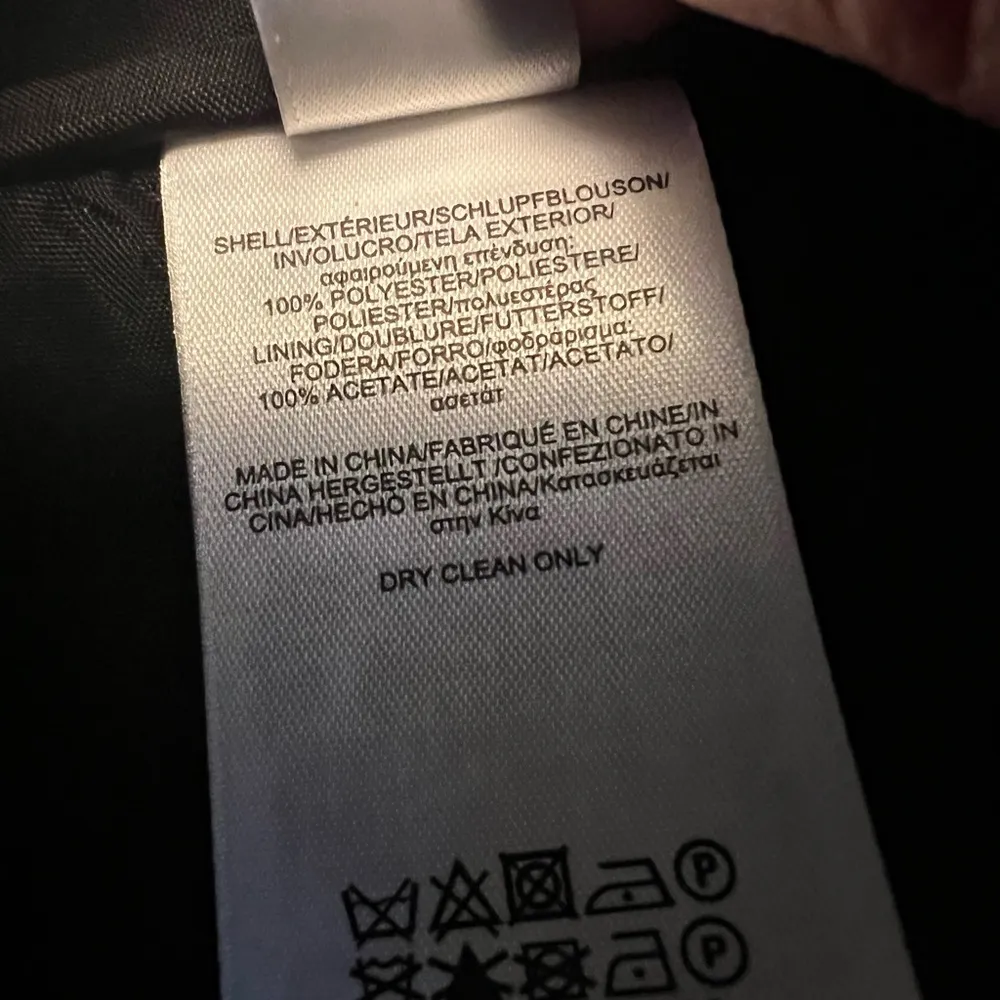 SHELL/EXTÉRIEUR/SCHLUPFBLOUSON/
INVOLUCRO/TELA EXTERIOR/
αφαιρούμενη επένδυση:
100% POLYESTER/POLIESTERE/
POLIESTER/πολυεστέρας
LINING/DOUBLURE/FUTTERSTOFF/
FODERA/FORRO/φοδράρισμα:
100% ACETATE/ACETAT/ACETATO/
ασετάτ
MADE IN CHINA/FABRIQUÉ EN CHINE/IN
CHINA HERGESTELLT /CONFEZIONATO IN
CINA/HECHO EN CHINA/Κατασκευάζεται
στην Κίνα
DRY CLEAN ONLY
P
P